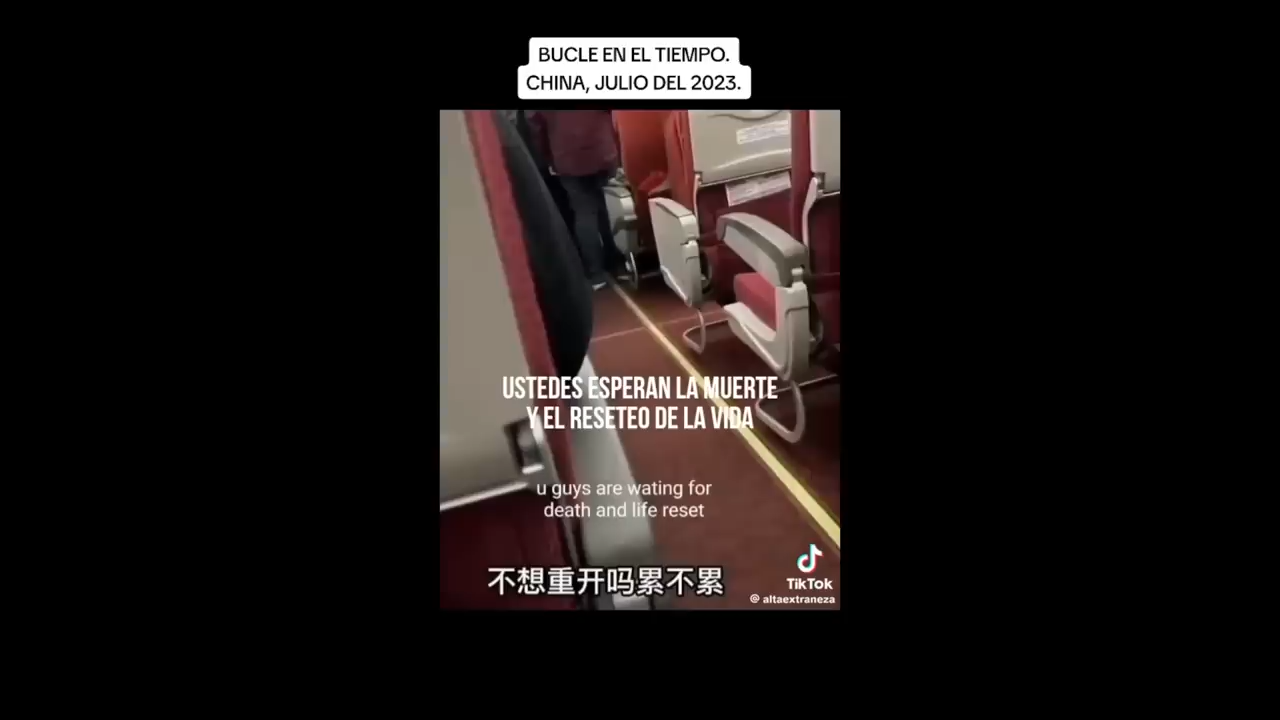 BUCLE EN EL TIEMPO.
CHINA, JULIO DEL 2023.
USTEDES ESPERAN LA MUERTE
Y EL RESETEO DE LA VIDA
u guys are wating for
death and life reset
不想重开吗累不累
TikTok
@ altaextraneza